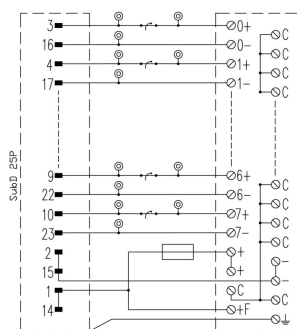 SubD 25P
3 0+ C
16 0- C
4 1+ C
17 1- C
9 6+ C
22 6- C
10 7+ C
23 7- C
2 + -
15 + -
1 C C
14 +F